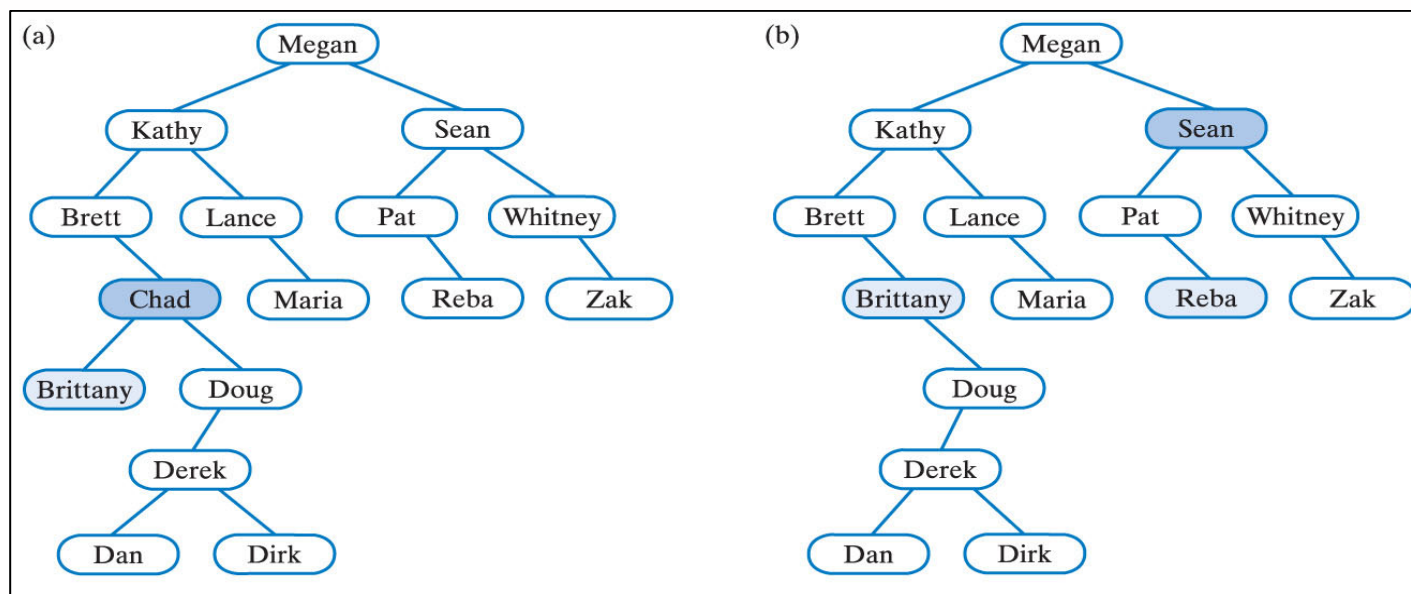 (a)
Megan
Kathy
Sean
Brett
Lance
Pat
Whitney
Chad
Maria
Reba
Zak
Brittany
Doug
Derek
Dan
Dirk
(b)
Megan
Kathy
Sean
Brett
Lance
Pat
Whitney
Brittany
Maria
Reba
Zak
Doug
Derek
Dan
Dirk